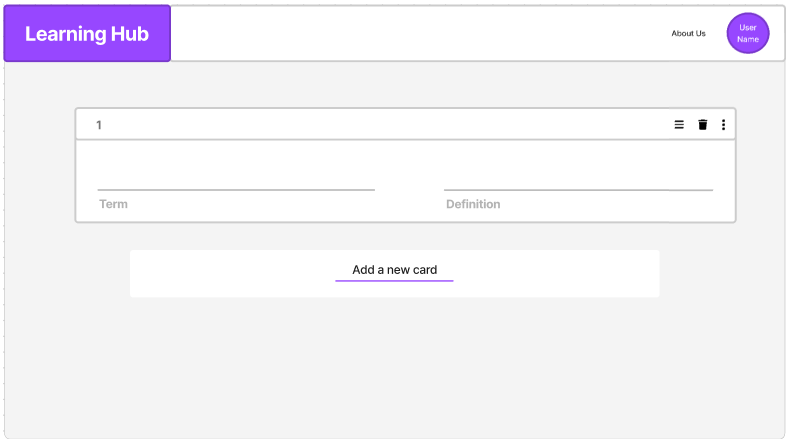 Learning Hub
About Us
User
Name
1
Term
Definition
Add a new card